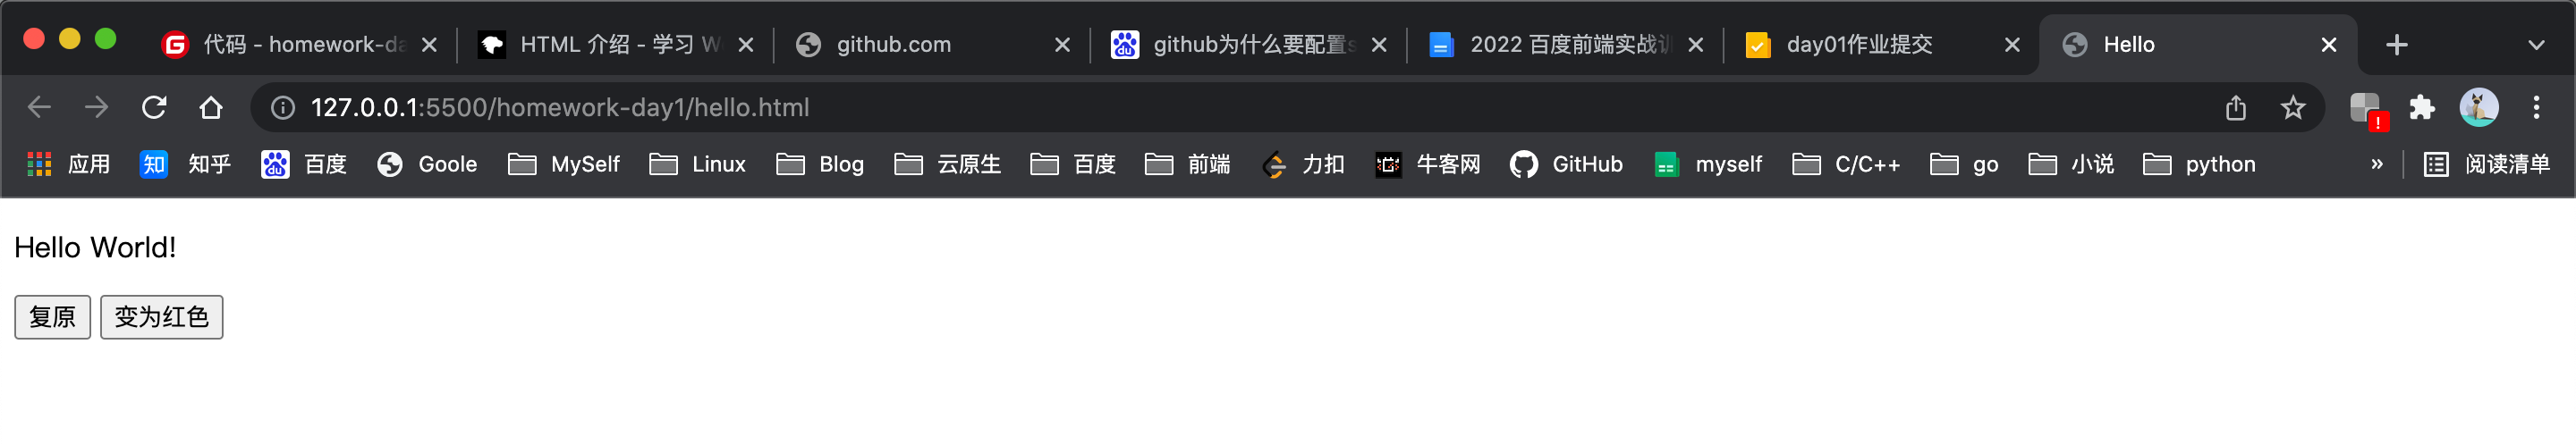 代码 - homework-da
HTML 介绍 - 学习 W
github.com
github为什么要配置s
2022 百度前端实战训
day01作业提交
Hello
127.0.0.1:5500/homework-day1/hello.html
应用 知 知乎 du 百度 Goole MySelf Linux Blog 云原生 百度 前端 力扣 牛客网 GitHub myself C/C++ go 小说 python » 阅读清单
Hello World!
复原 变为红色